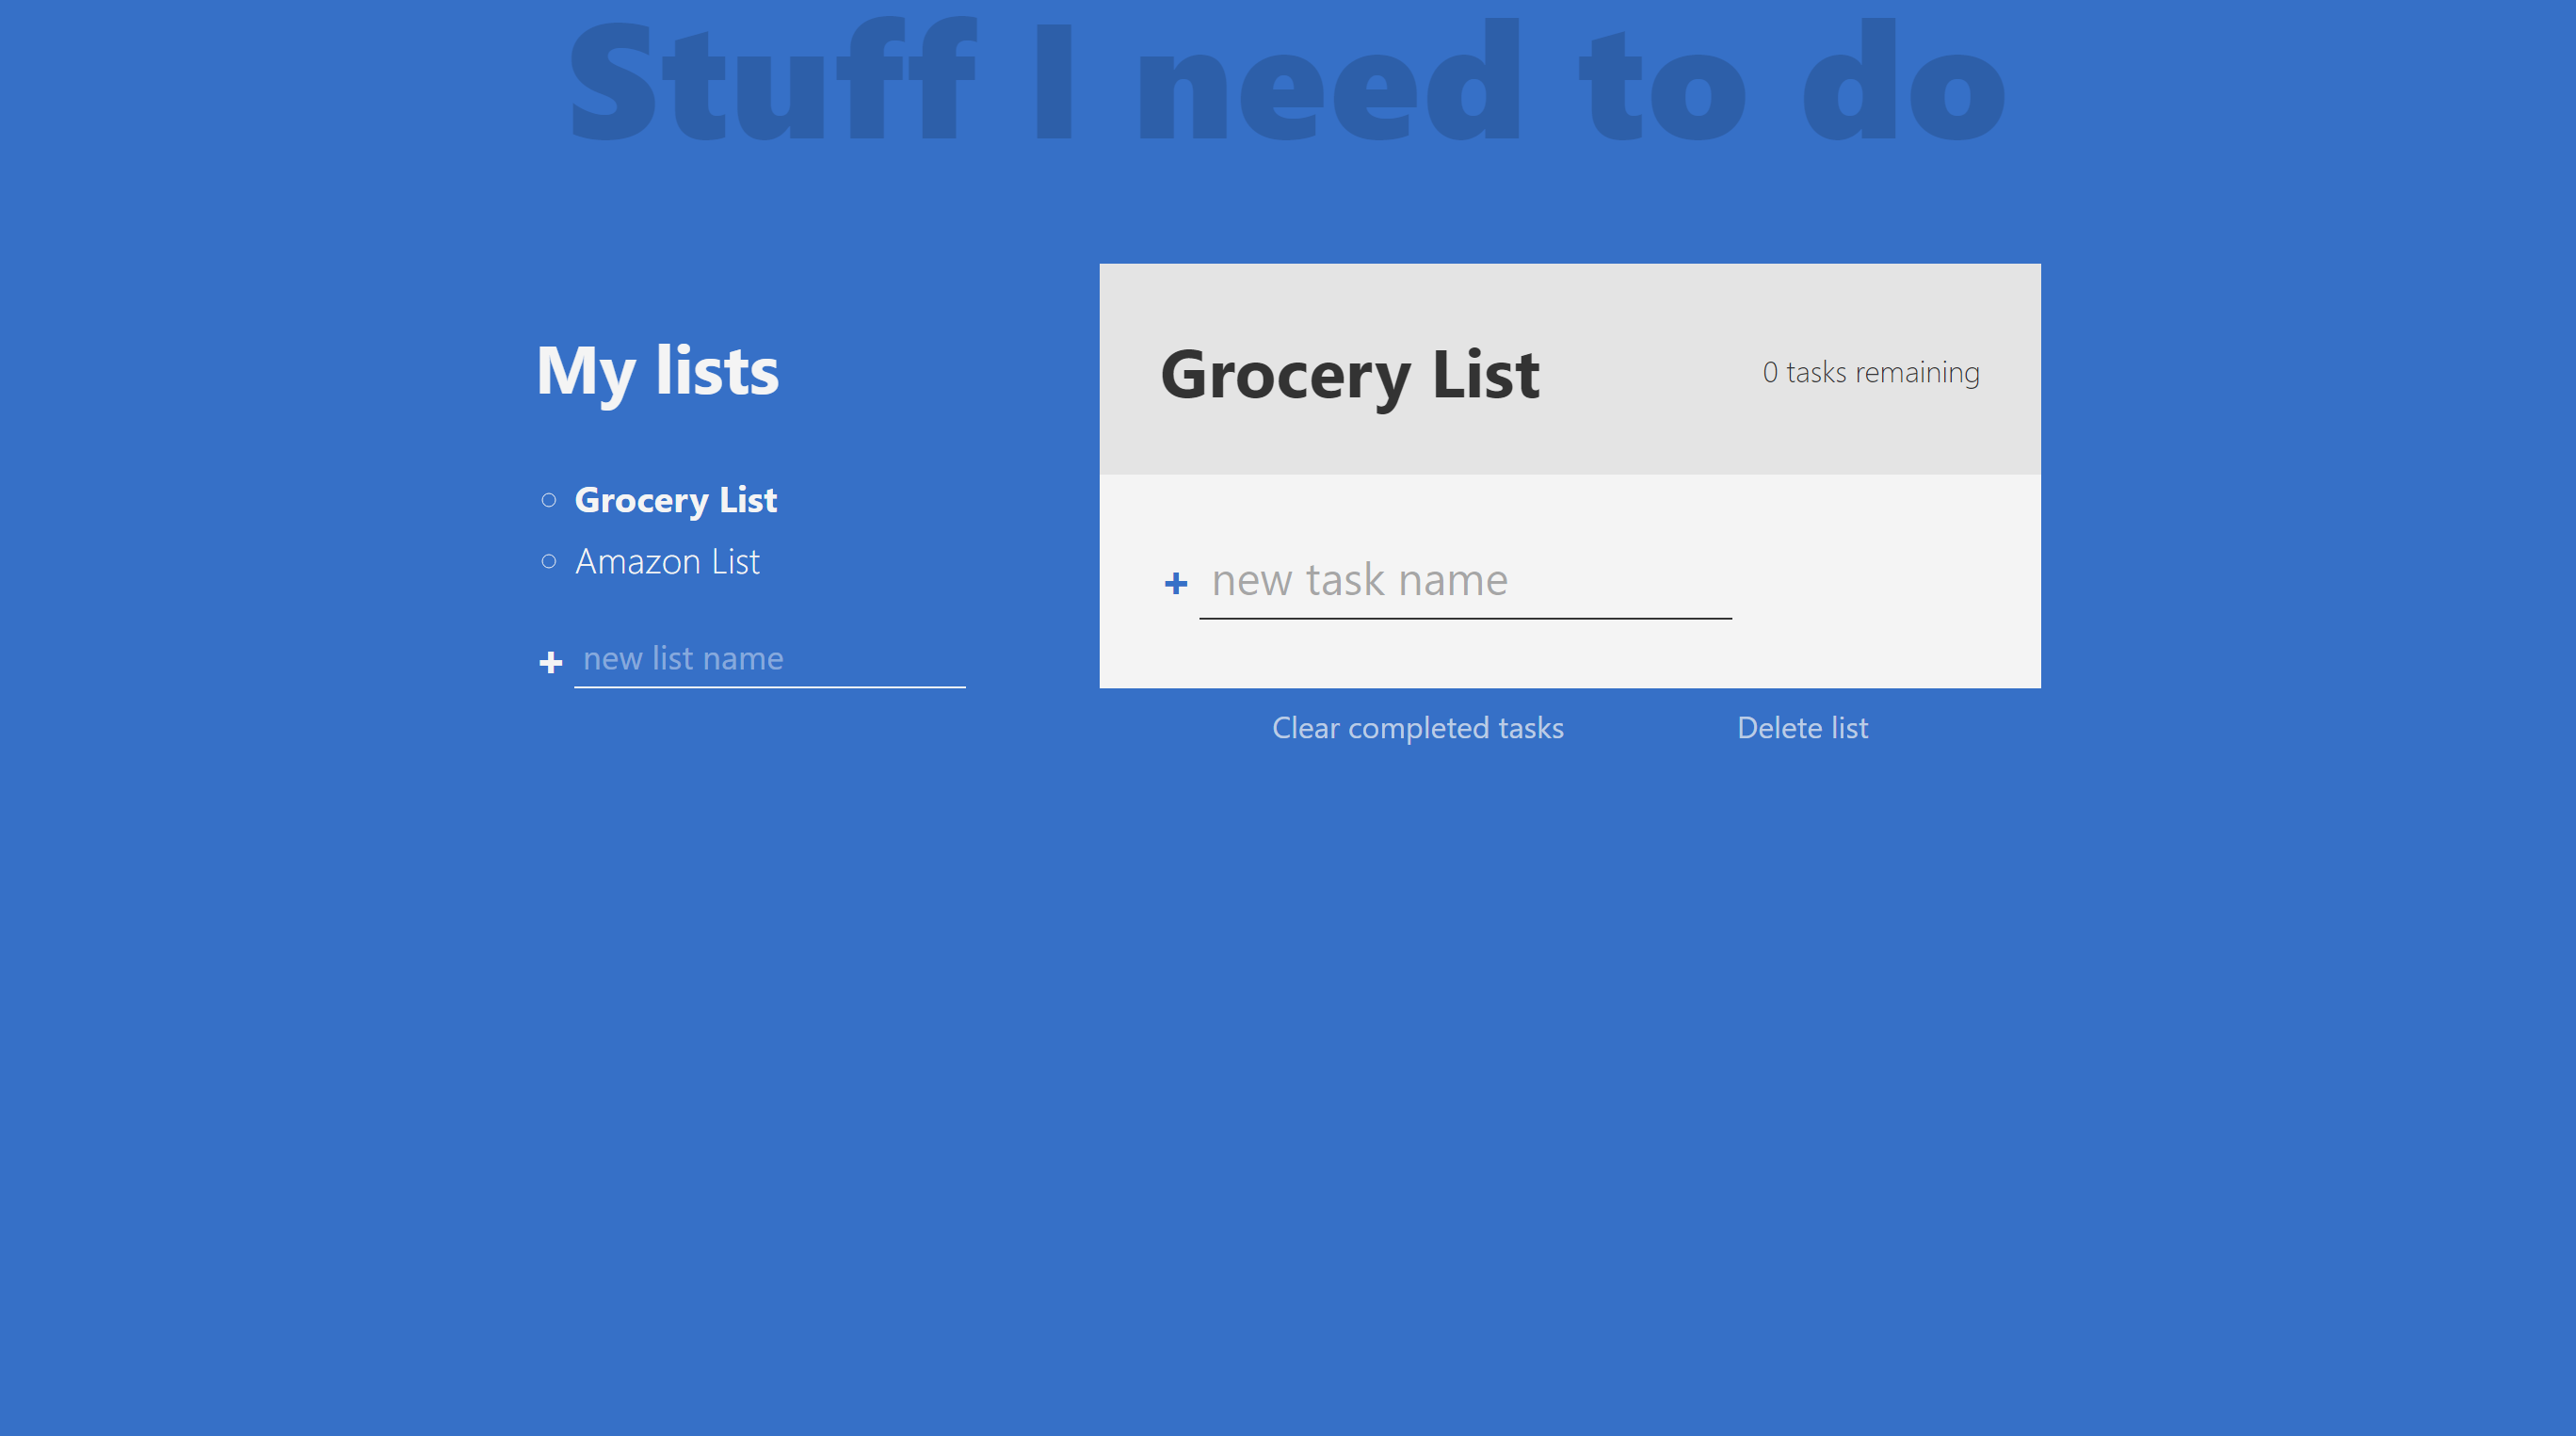 Stuff I need to do
My lists
Grocery List
Amazon List
+ new list name
Grocery List
0 tasks remaining
+ new task name
Clear completed tasks
Delete list